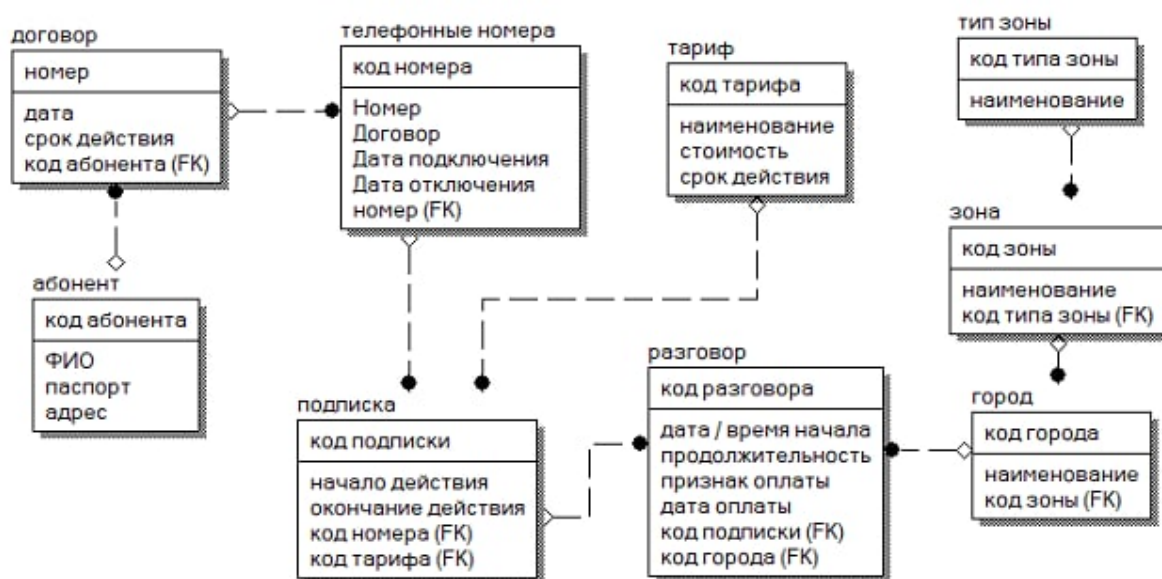 договор
номер
дата
срок действия
код абонента (FK)
телефонные номера
код номера
Номер
Договор
Дата подключения
Дата отключения
номер (FK)
тариф
код тарифа
наименование
стоимость
срок действия
тип зоны
код типа зоны
наименование
зона
код зоны
наименование
код типа зоны (FK)
абонент
код абонента
ФИО
паспорт
адрес
подписка
код подписки
начало действия
окончание действия
код номера (FK)
код тарифа (FK)
разговор
код разговора
дата / время начала
продолжительность
признак оплаты
дата оплаты
код подписки (FK)
код города (FK)
город
код города
наименование
код зоны (FK)